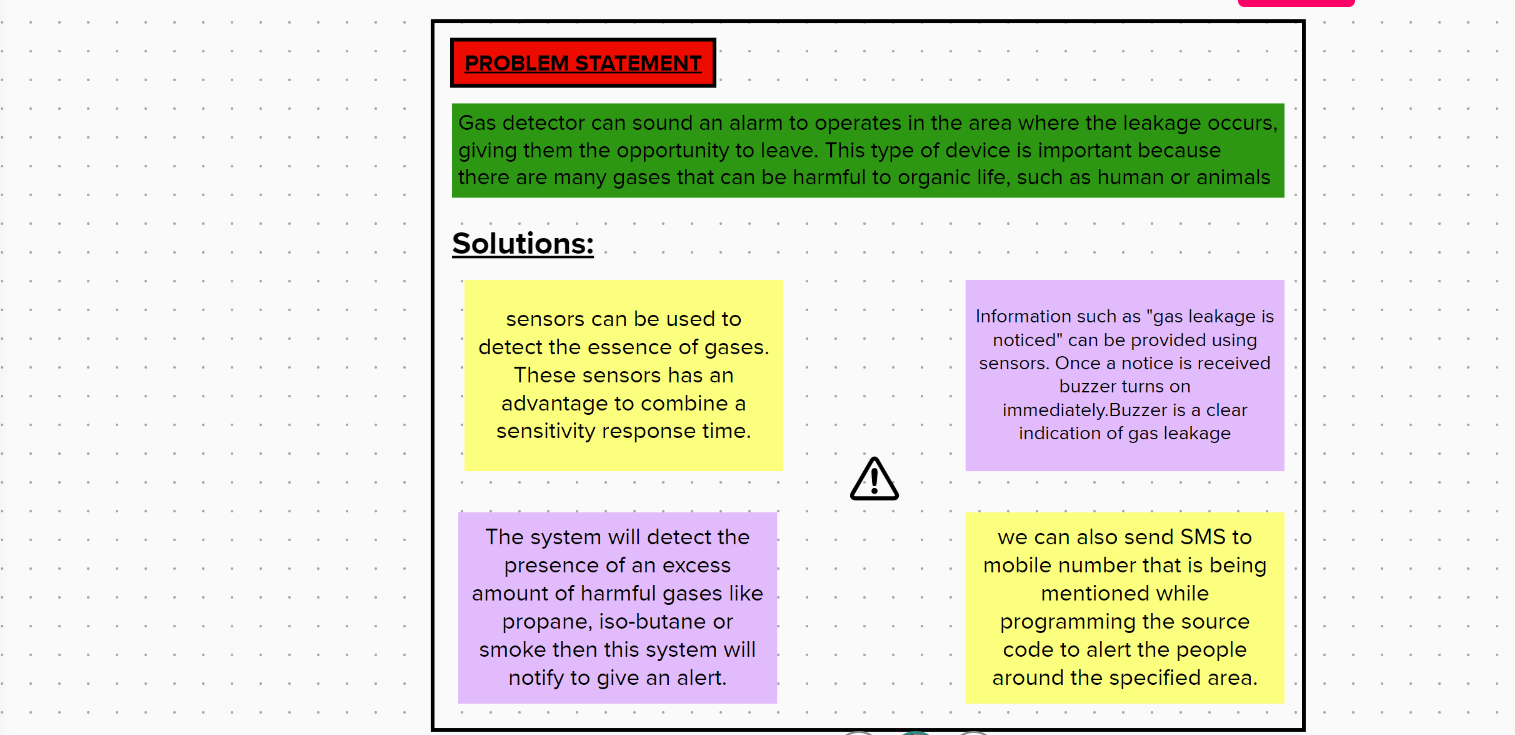 PROBLEM STATEMENT
Gas detector can sound an alarm to operates in the area where the leakage occurs,
giving them the opportunity to leave. This type of device is important because
there are many gases that can be harmful to organic life, such as human or animals
Solutions:
sensors can be used to
detect the essence of gases.
These sensors has an
advantage to combine a
sensitivity response time.
Information such as "gas leakage is
noticed" can be provided using
sensors. Once a notice is received
buzzer turns on
immediately.Buzzer is a clear
indication of gas leakage
The system will detect the
presence of an excess
amount of harmful gases like
propane, iso-butane or
smoke then this system will
notify to give an alert.
we can also send SMS to
mobile number that is being
mentioned while
programming the source
code to alert the people
around the specified area.